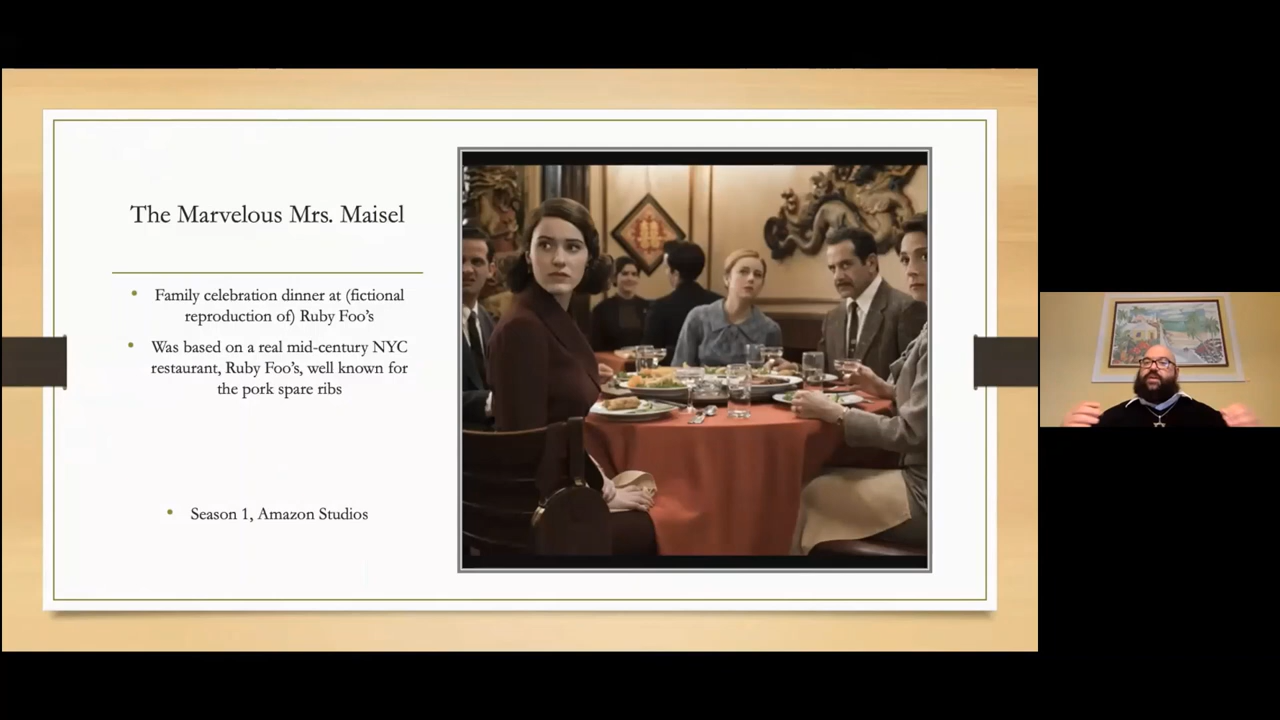 The Marvelous Mrs. Maisel
• Family celebration dinner at (fictional
reproduction of) Ruby Foo’s
• Was based on a real mid-century NYC
restaurant, Ruby Foo’s, well known for
the pork spare ribs
• Season 1, Amazon Studios